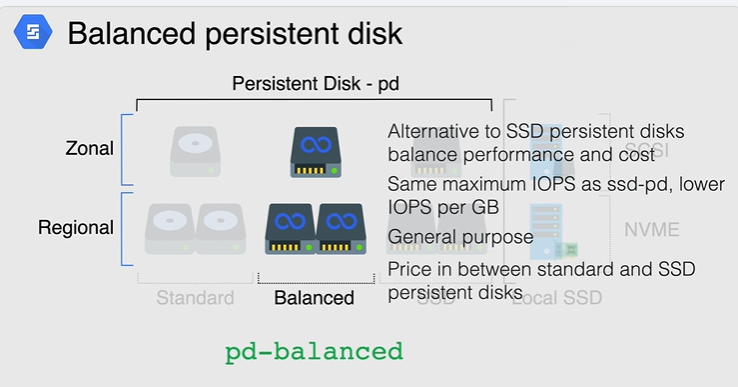 Balanced persistent disk
Persistent Disk - pd
Zonal
Regional
Alternative to SSD persistent disks
balance performance and cost
Same maximum IOPS as ssd-pd, lower
IOPS per GB
General purpose
Price in between standard and SSD
persistent disks
SCSI
NVME
Standard
Balanced
SSD
Local SSD
pd-balanced